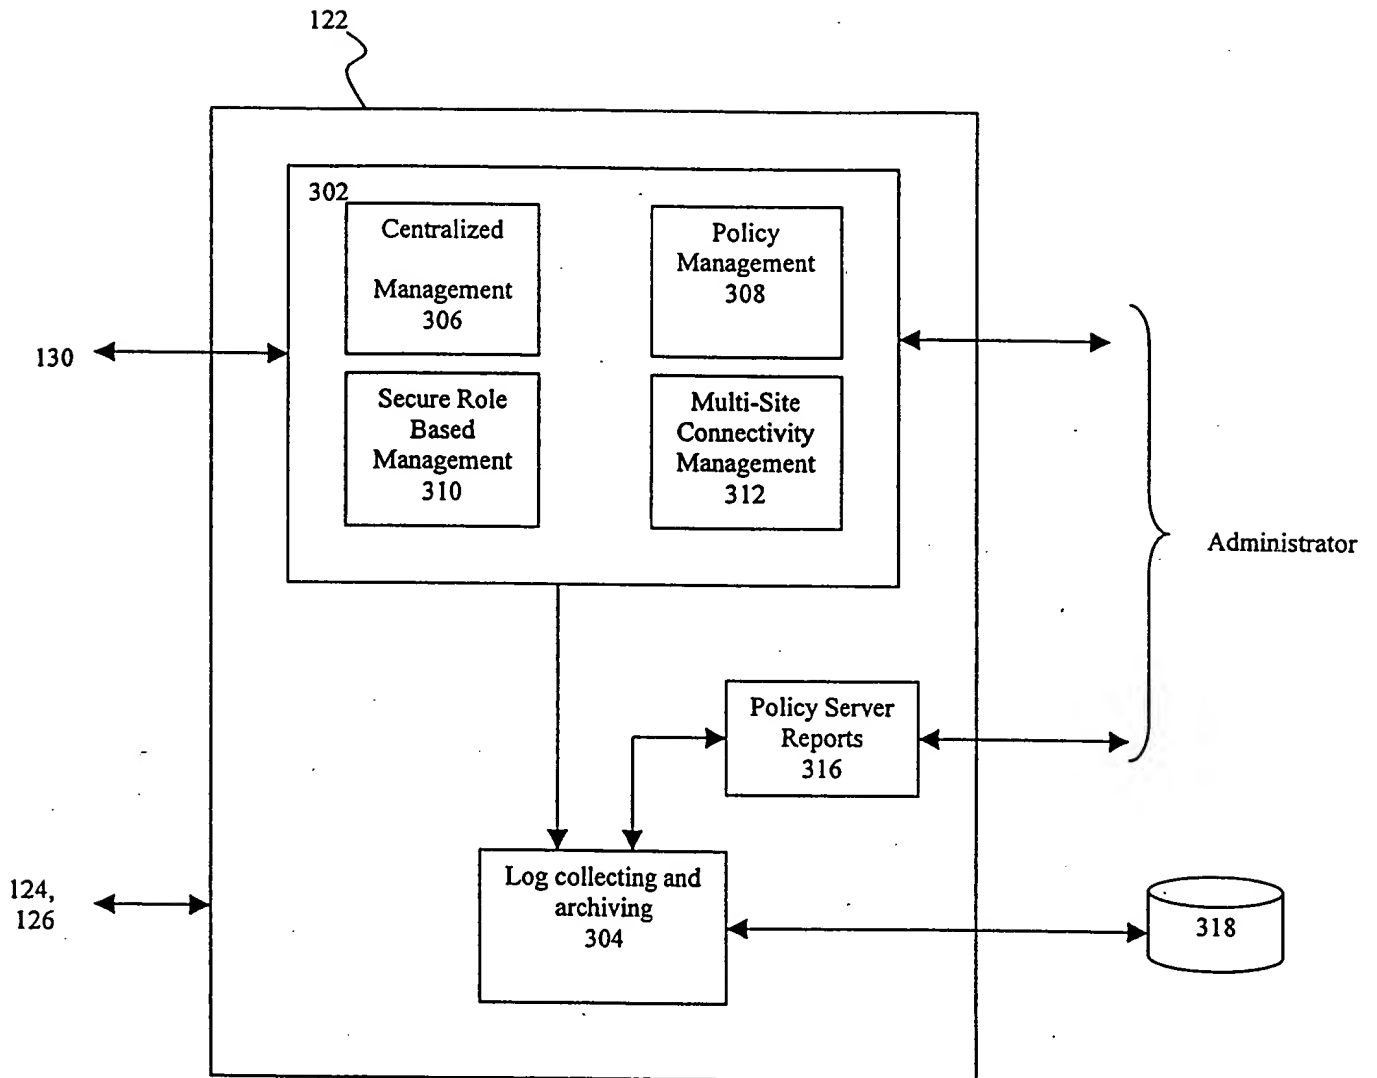 122
302
Centralized
Management
306
Policy
Management
308
130
Secure Role
Based
Management
310
Multi-Site
Connectivity
Management
312
Administrator
Policy Server
Reports
316
124,
126
Log collecting and
archiving
304
318